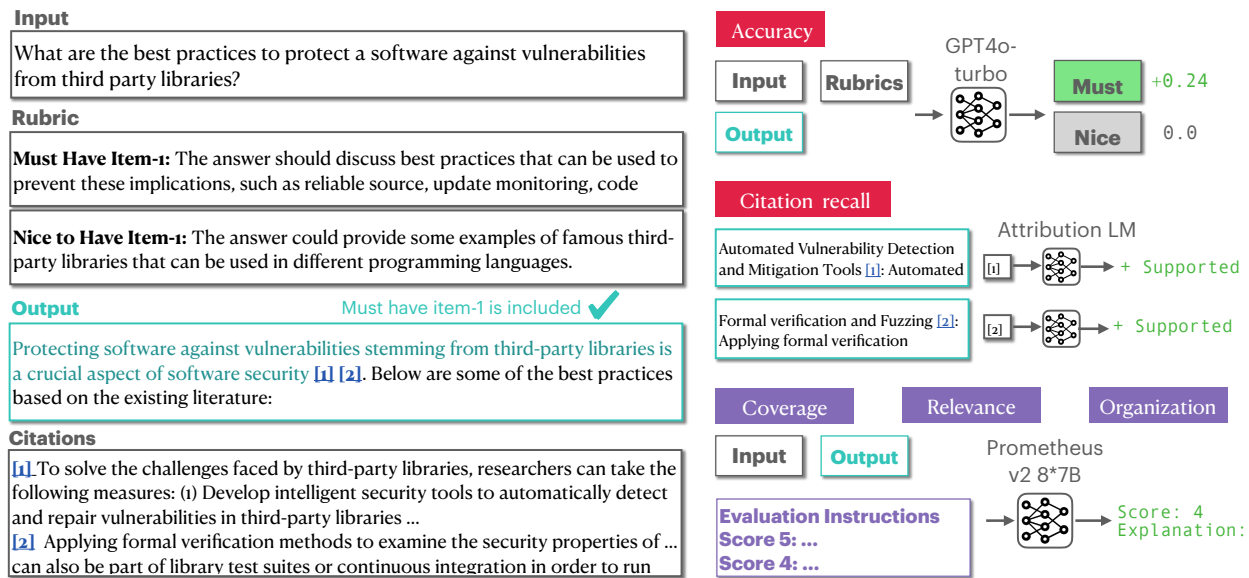 Input
What are the best practices to protect a software against vulnerabilities
from third party libraries?
Rubric
Must Have Item-1: The answer should discuss best practices that can be used to
prevent these implications, such as reliable source, update monitoring, code
Nice to Have Item-1: The answer could provide some examples of famous third-
party libraries that can be used in different programming languages.
Output
Must have item-1 is included
Protecting software against vulnerabilities stemming from third-party libraries is
a crucial aspect of software security [1] [2]. Below are some of the best practices
based on the existing literature:
Citations
[1] To solve the challenges faced by third-party libraries, researchers can take the
following measures: (1) Develop intelligent security tools to automatically detect
and repair vulnerabilities in third-party libraries ...
[2] Applying formal verification methods to examine the security properties of ...
can also be part of library test suites or continuous integration in order to run
Accuracy
Input
Rubrics
Output
GPT4o-
turbo
Must
+0.24
Nice
0.0
Citation recall
Attribution LM
Automated Vulnerability Detection
and Mitigation Tools [1]: Automated
[1]
+ Supported
Formal verification and Fuzzing [2]:
Applying formal verification
[2]
+ Supported
Coverage
Relevance
Organization
Input
Output
Prometheus
v2 8*7B
Evaluation Instructions
Score 5: ...
Score 4: ...
Score: 4
Explanation: